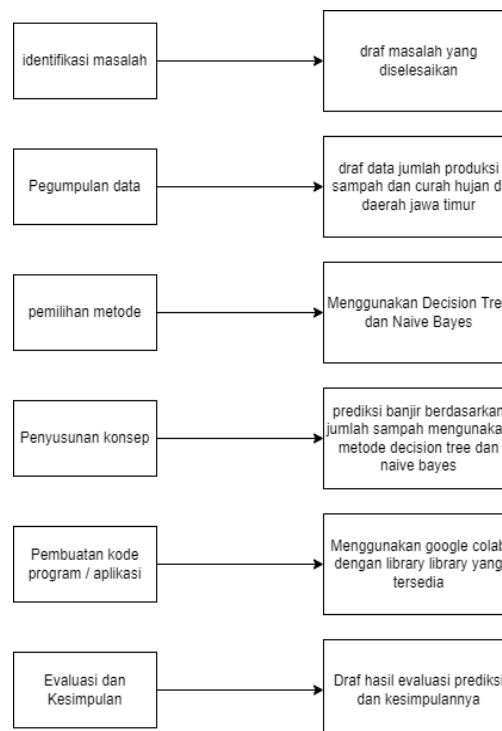 identifikasi masalah
draf masalah yang
diselesaikan
Pegumpulan data
draf data jumlah produksi
sampah dan curah hujan d
daerah jawa timur
pemilihan metode
Menggunakan Decision Tre
dan Naive Bayes
Penyusunan konsep
prediksi banjir berdasarkan
jumlah sampah mengunaka
metode decision tree dan
naive bayes
Pembuatan kode
program / aplikasi
Menggunakan google colab
dengan library library yang
tersedia
Evaluasi dan
Kesimpulan
Draf hasil evaluasi prediksi
dan kesimpulannya